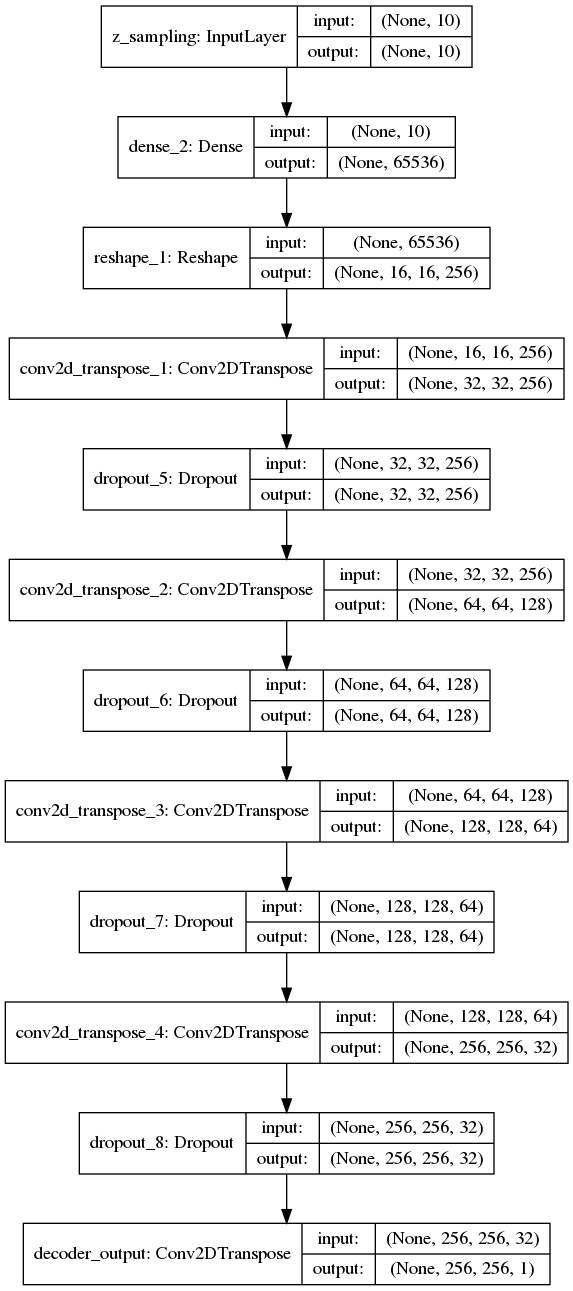 z_sampling: InputLayer
input: (None, 10)
output: (None, 10)
dense_2: Dense
input: (None, 10)
output: (None, 65536)
reshape_1: Reshape
input: (None, 65536)
output: (None, 16, 16, 256)
conv2d_transpose_1: Conv2DTranspose
input: (None, 16, 16, 256)
output: (None, 32, 32, 256)
dropout_5: Dropout
input: (None, 32, 32, 256)
output: (None, 32, 32, 256)
conv2d_transpose_2: Conv2DTranspose
input: (None, 32, 32, 256)
output: (None, 64, 64, 128)
dropout_6: Dropout
input: (None, 64, 64, 128)
output: (None, 64, 64, 128)
conv2d_transpose_3: Conv2DTranspose
input: (None, 64, 64, 128)
output: (None, 128, 128, 64)
dropout_7: Dropout
input: (None, 128, 128, 64)
output: (None, 128, 128, 64)
conv2d_transpose_4: Conv2DTranspose
input: (None, 128, 128, 64)
output: (None, 256, 256, 32)
dropout_8: Dropout
input: (None, 256, 256, 32)
output: (None, 256, 256, 32)
decoder_output: Conv2DTranspose
input: (None, 256, 256, 32)
output: (None, 256, 256, 1)